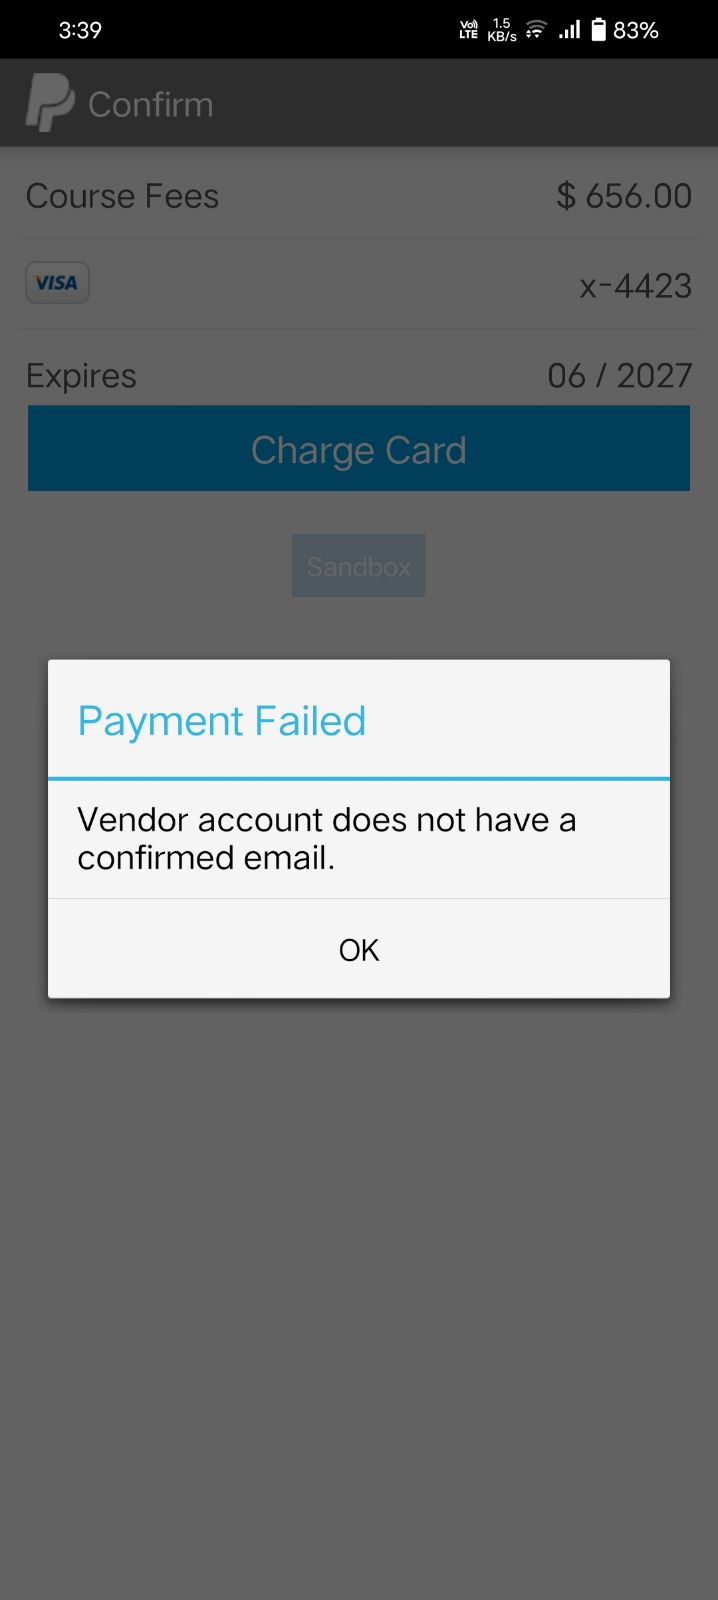 3:39
Vo))
LTE
1.5
KB/s
83%
Confirm
Course Fees $ 656.00
VISA x-4423
Expires 06 / 2027
Charge Card
Sandbox
Payment Failed
Vendor account does not have a
confirmed email.
OK